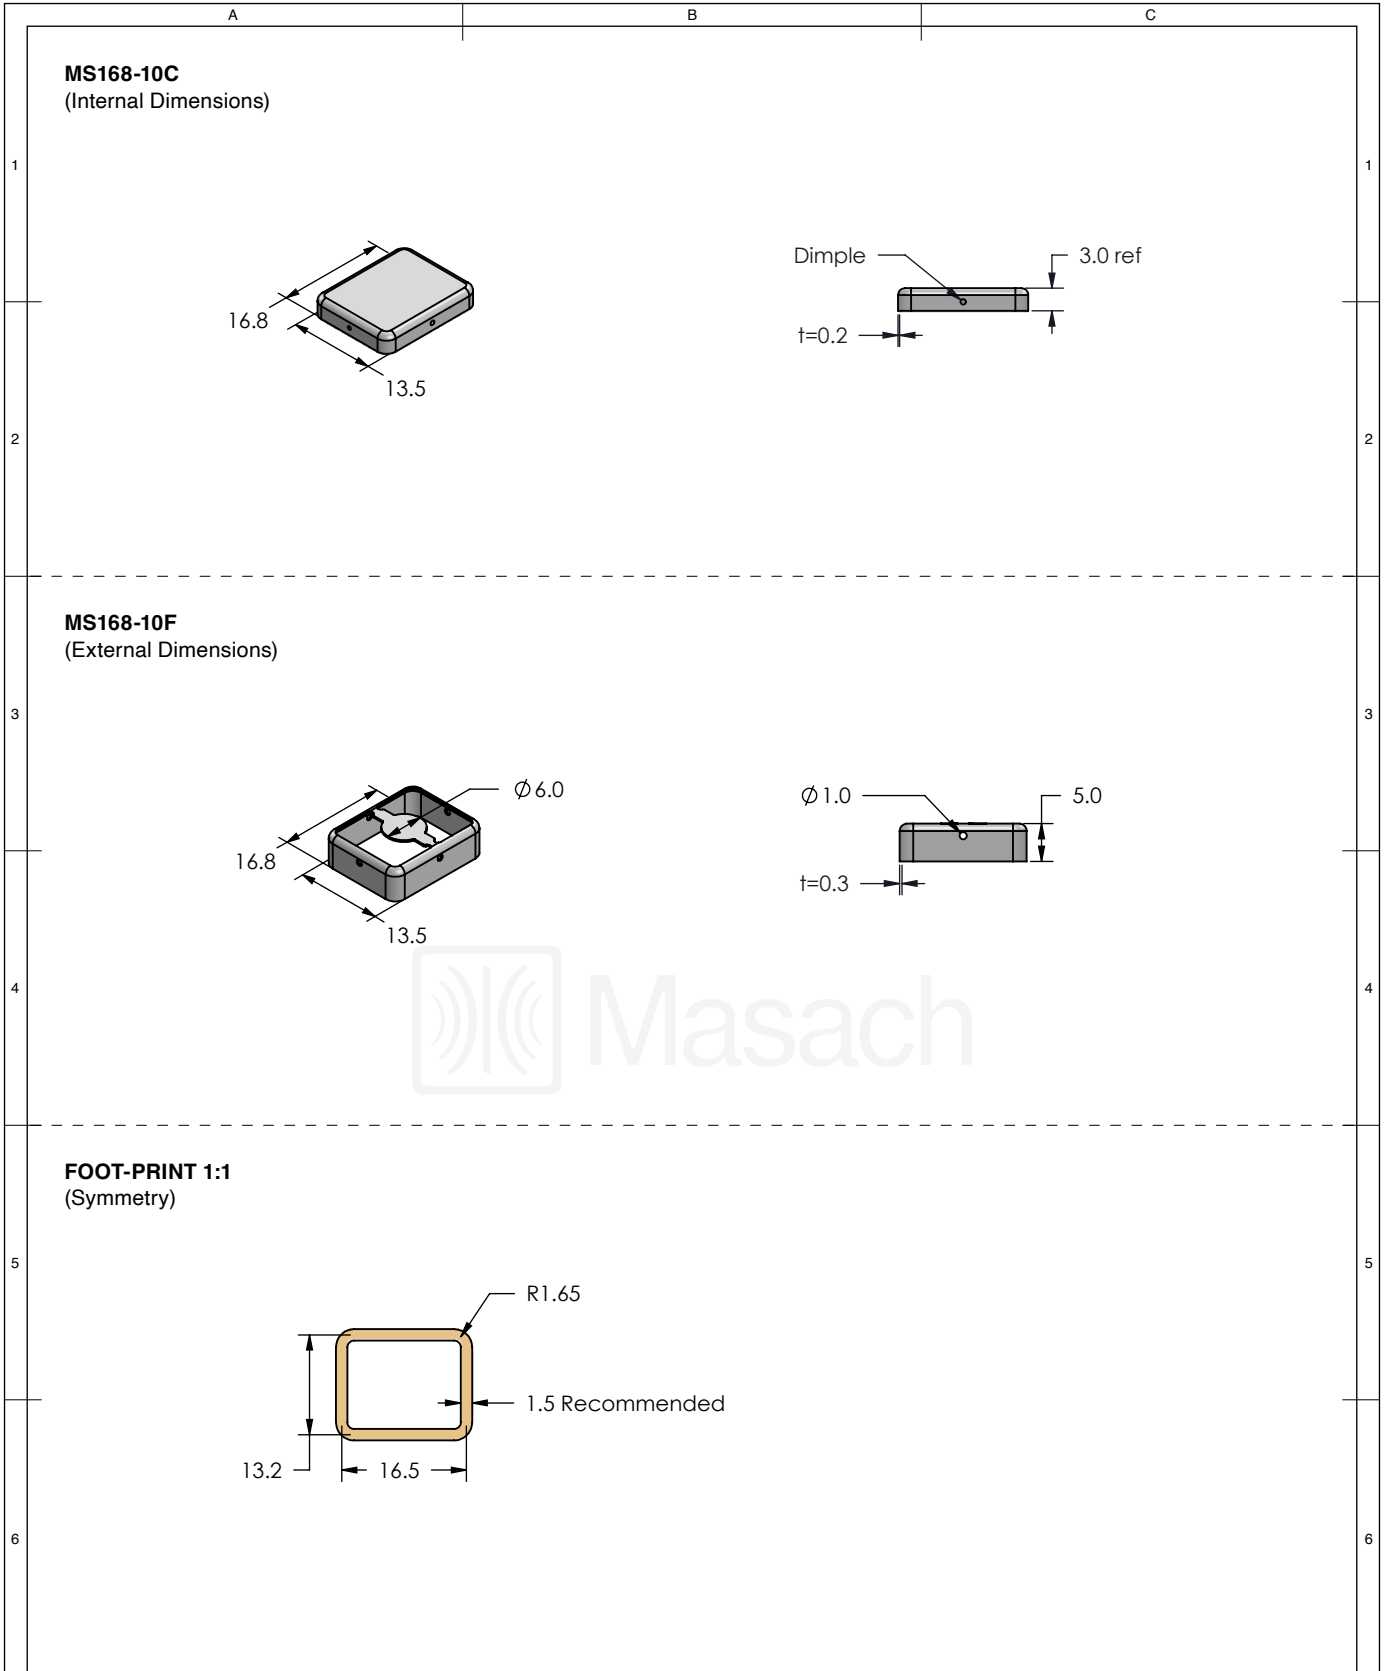 A
B
C
MS168-10C
(Internal Dimensions)
1
1
Dimple
3.0 ref
16.8
t=0.2
13.5
2
2
MS168-10F
(External Dimensions)
3
3
Ø6.0
Ø1.0
5.0
16.8
t=0.3
13.5
Masach
4
4
FOOT-PRINT 1:1
(Symmetry)
5
5
R1.65
1.5 Recommended
13.2
16.5
6
6